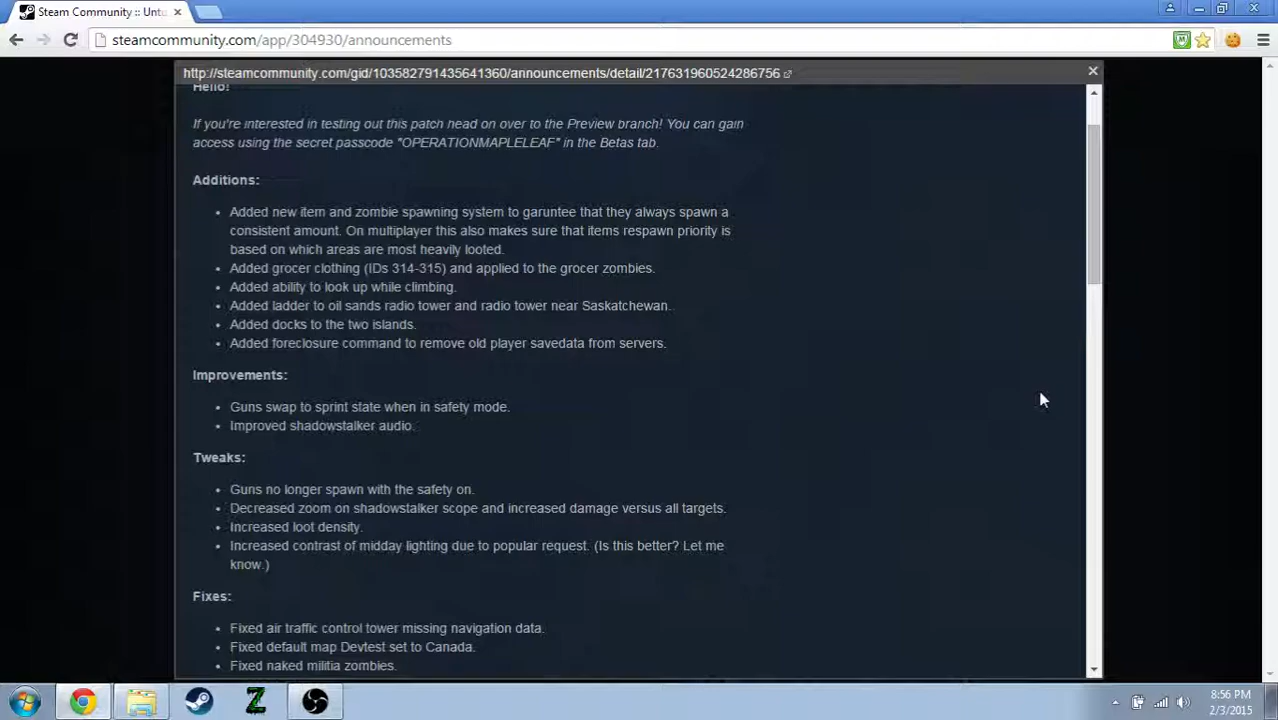 Steam Community :: Unt
steamcommunity.com/app/304930/announcements
http://steamcommunity.com/gid/103582791435641360/announcements/detail/217631960524286756
Hello!
If you're interested in testing out this patch head on over to the Preview branch! You can gain
access using the secret passcode "OPERATIONMAPLELEAF" in the Betas tab.
Additions:
Added new item and zombie spawning system to garuntee that they always spawn a
consistent amount. On multiplayer this also makes sure that items respawn priority is
based on which areas are most heavily looted.
Added grocer clothing (IDs 314-315) and applied to the grocer zombies.
Added ability to look up while climbing.
Added ladder to oil sands radio tower and radio tower near Saskatchewan.
Added docks to the two islands.
Added foreclosure command to remove old player savedata from servers.
Improvements:
Guns swap to sprint state when in safety mode.
Improved shadowstalker audio.
Tweaks:
Guns no longer spawn with the safety on.
Decreased zoom on shadowstalker scope and increased damage versus all targets.
Increased loot density.
Increased contrast of midday lighting due to popular request. (Is this better? Let me
know.)
Fixes:
Fixed air traffic control tower missing navigation data.
Fixed default map Devtest set to Canada.
Fixed naked militia zombies.
8:56 PM
2/3/2015